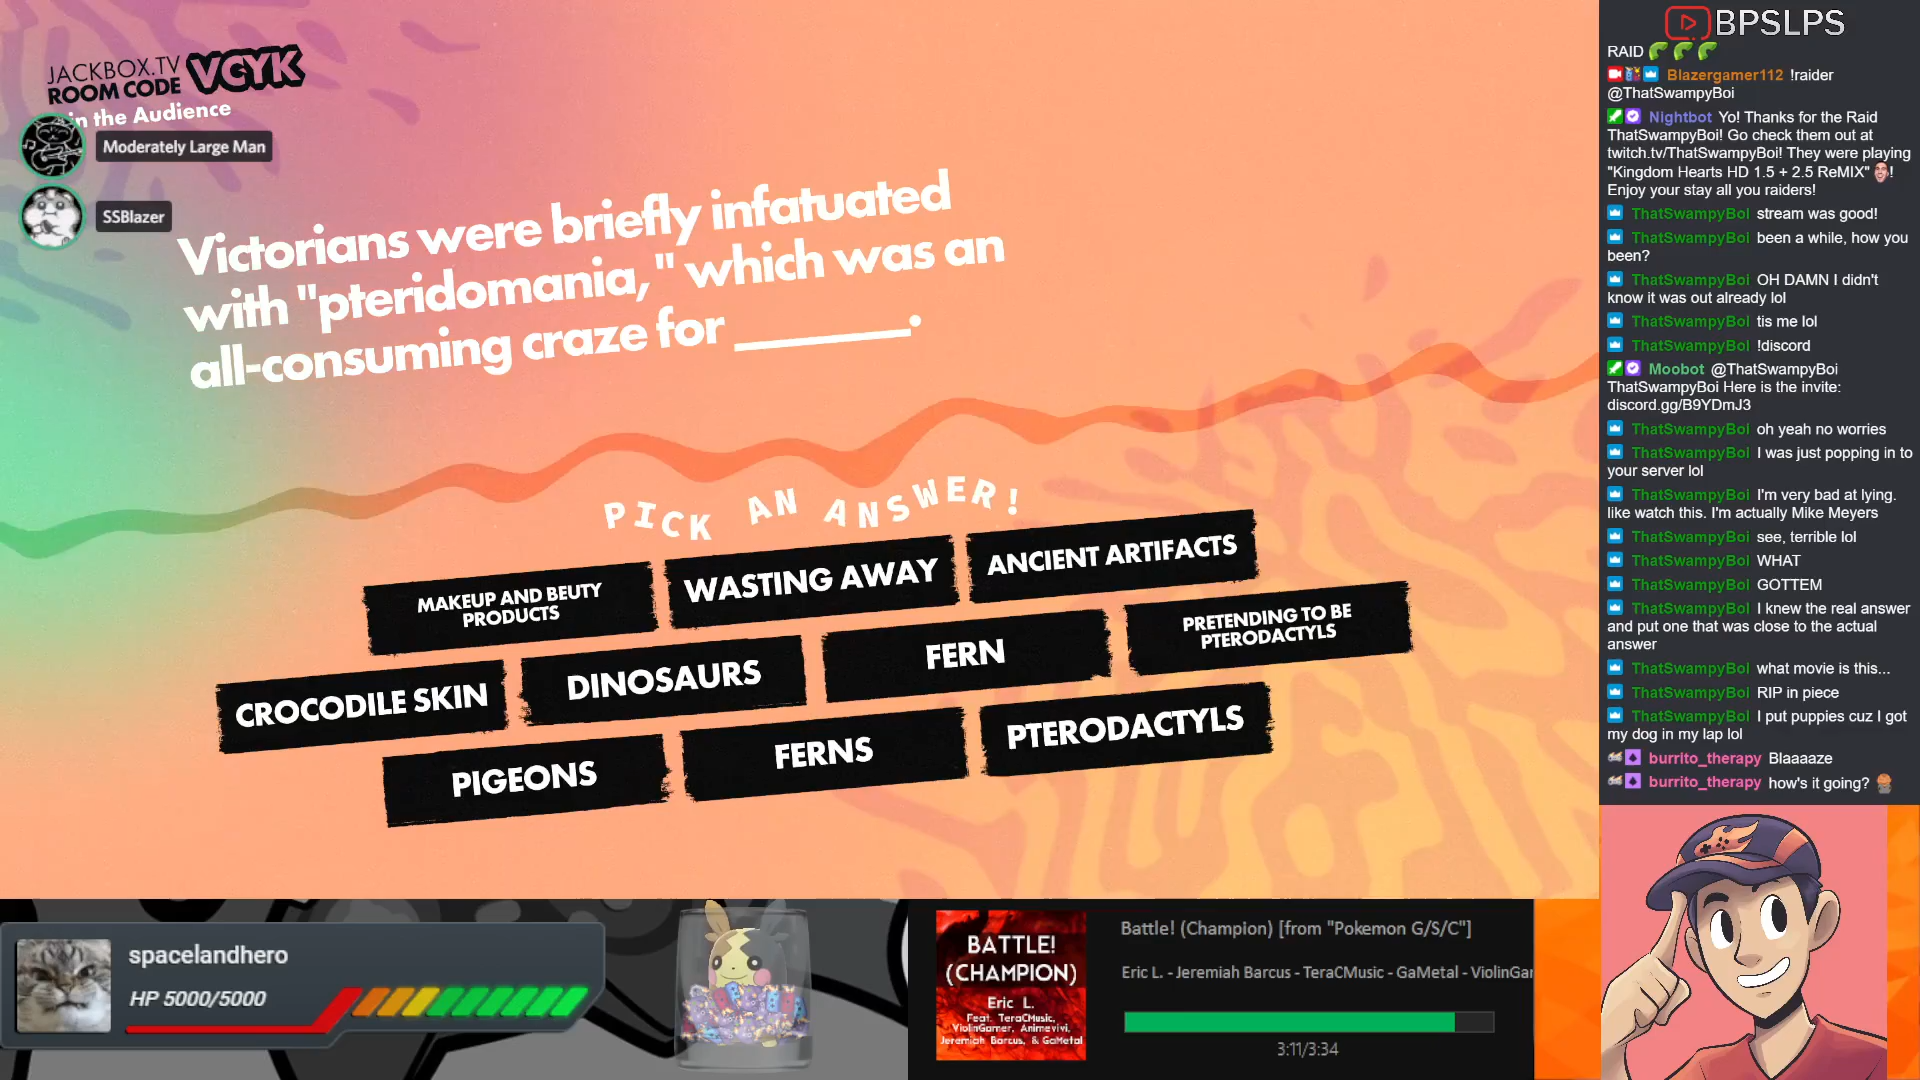 JACKBOX.TV
ROOM CODE
VGYK
in the Audience
Moderately Large Man
SSBlazer
Victorians were briefly infatuated
with "pteridomania," which was an
all-consuming craze for ______.
PICK AN ANSWER!
MAKEUP AND BEUTY
PRODUCTS
WASTING AWAY
ANCIENT ARTIFACTS
CROCODILE SKIN
DINOSAURS
FERN
PRETENDING TO BE
PTERODACTYLS
PIGEONS
FERNS
PTERODACTYLS
spacelandhero
HP 5000/5000
BATTLE!
(CHAMPION)
Eric L.
Feat. TeraCMusic,
ViolinGamer, Animevivi,
Jeremiah Barcus, & GaMetal
Battle! (Champion) [from "Pokemon G/S/C"]
Eric L. - Jeremiah Barcus - TeraCMusic - GaMetal - ViolinGar
3:11/3:34
BPSLPS
RAID
Blazergamer112 !raider
@ThatSwampyBoi
Nightbot Yo! Thanks for the Raid
ThatSwampyBoi! Go check them out at
twitch.tv/ThatSwampyBoi! They were playing
"Kingdom Hearts HD 1.5 + 2.5 ReMIX" !
Enjoy your stay all you raiders!
ThatSwampyBoI stream was good!
ThatSwampyBoI been a while, how you
been?
ThatSwampyBoI OH DAMN I didn't
know it was out already lol
ThatSwampyBoI tis me lol
ThatSwampyBoI !discord
Moobot @ThatSwampyBoi
ThatSwampyBoi Here is the invite:
discord.gg/B9YDmJ3
ThatSwampyBoI oh yeah no worries
ThatSwampyBoI I was just popping in to
your server lol
ThatSwampyBoI I'm very bad at lying.
like watch this. I'm actually Mike Meyers
ThatSwampyBoI see, terrible lol
ThatSwampyBoI WHAT
ThatSwampyBoI GOTTEM
ThatSwampyBoI I knew the real answer
and put one that was close to the actual
answer
ThatSwampyBoI what movie is this...
ThatSwampyBoI RIP in piece
ThatSwampyBoI I put puppies cuz I got
my dog in my lap lol
burrito_therapy Blaaaaze
burrito_therapy how's it going?